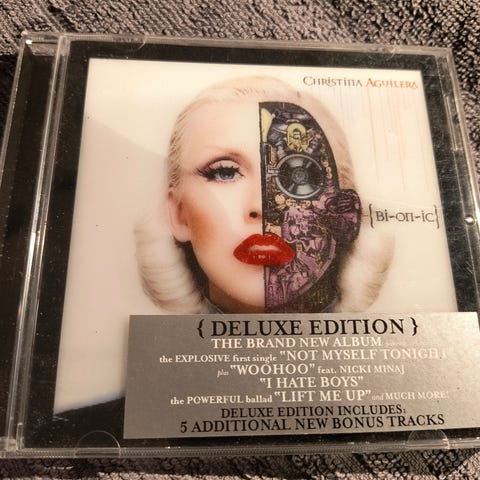 Christina Aguilera
{Bi-on-ic}
{ DELUXE EDITION }
THE BRAND NEW ALBUM
the EXPLOSIVE first single "NOT MYSELF TONIGHT"
plus "WOOHOO" feat. NICKI MINAJ
"I HATE BOYS"
the POWERFUL ballad "LIFT ME UP" and MUCH MORE!
DELUXE EDITION INCLUDES:
5 ADDITIONAL NEW BONUS TRACKS